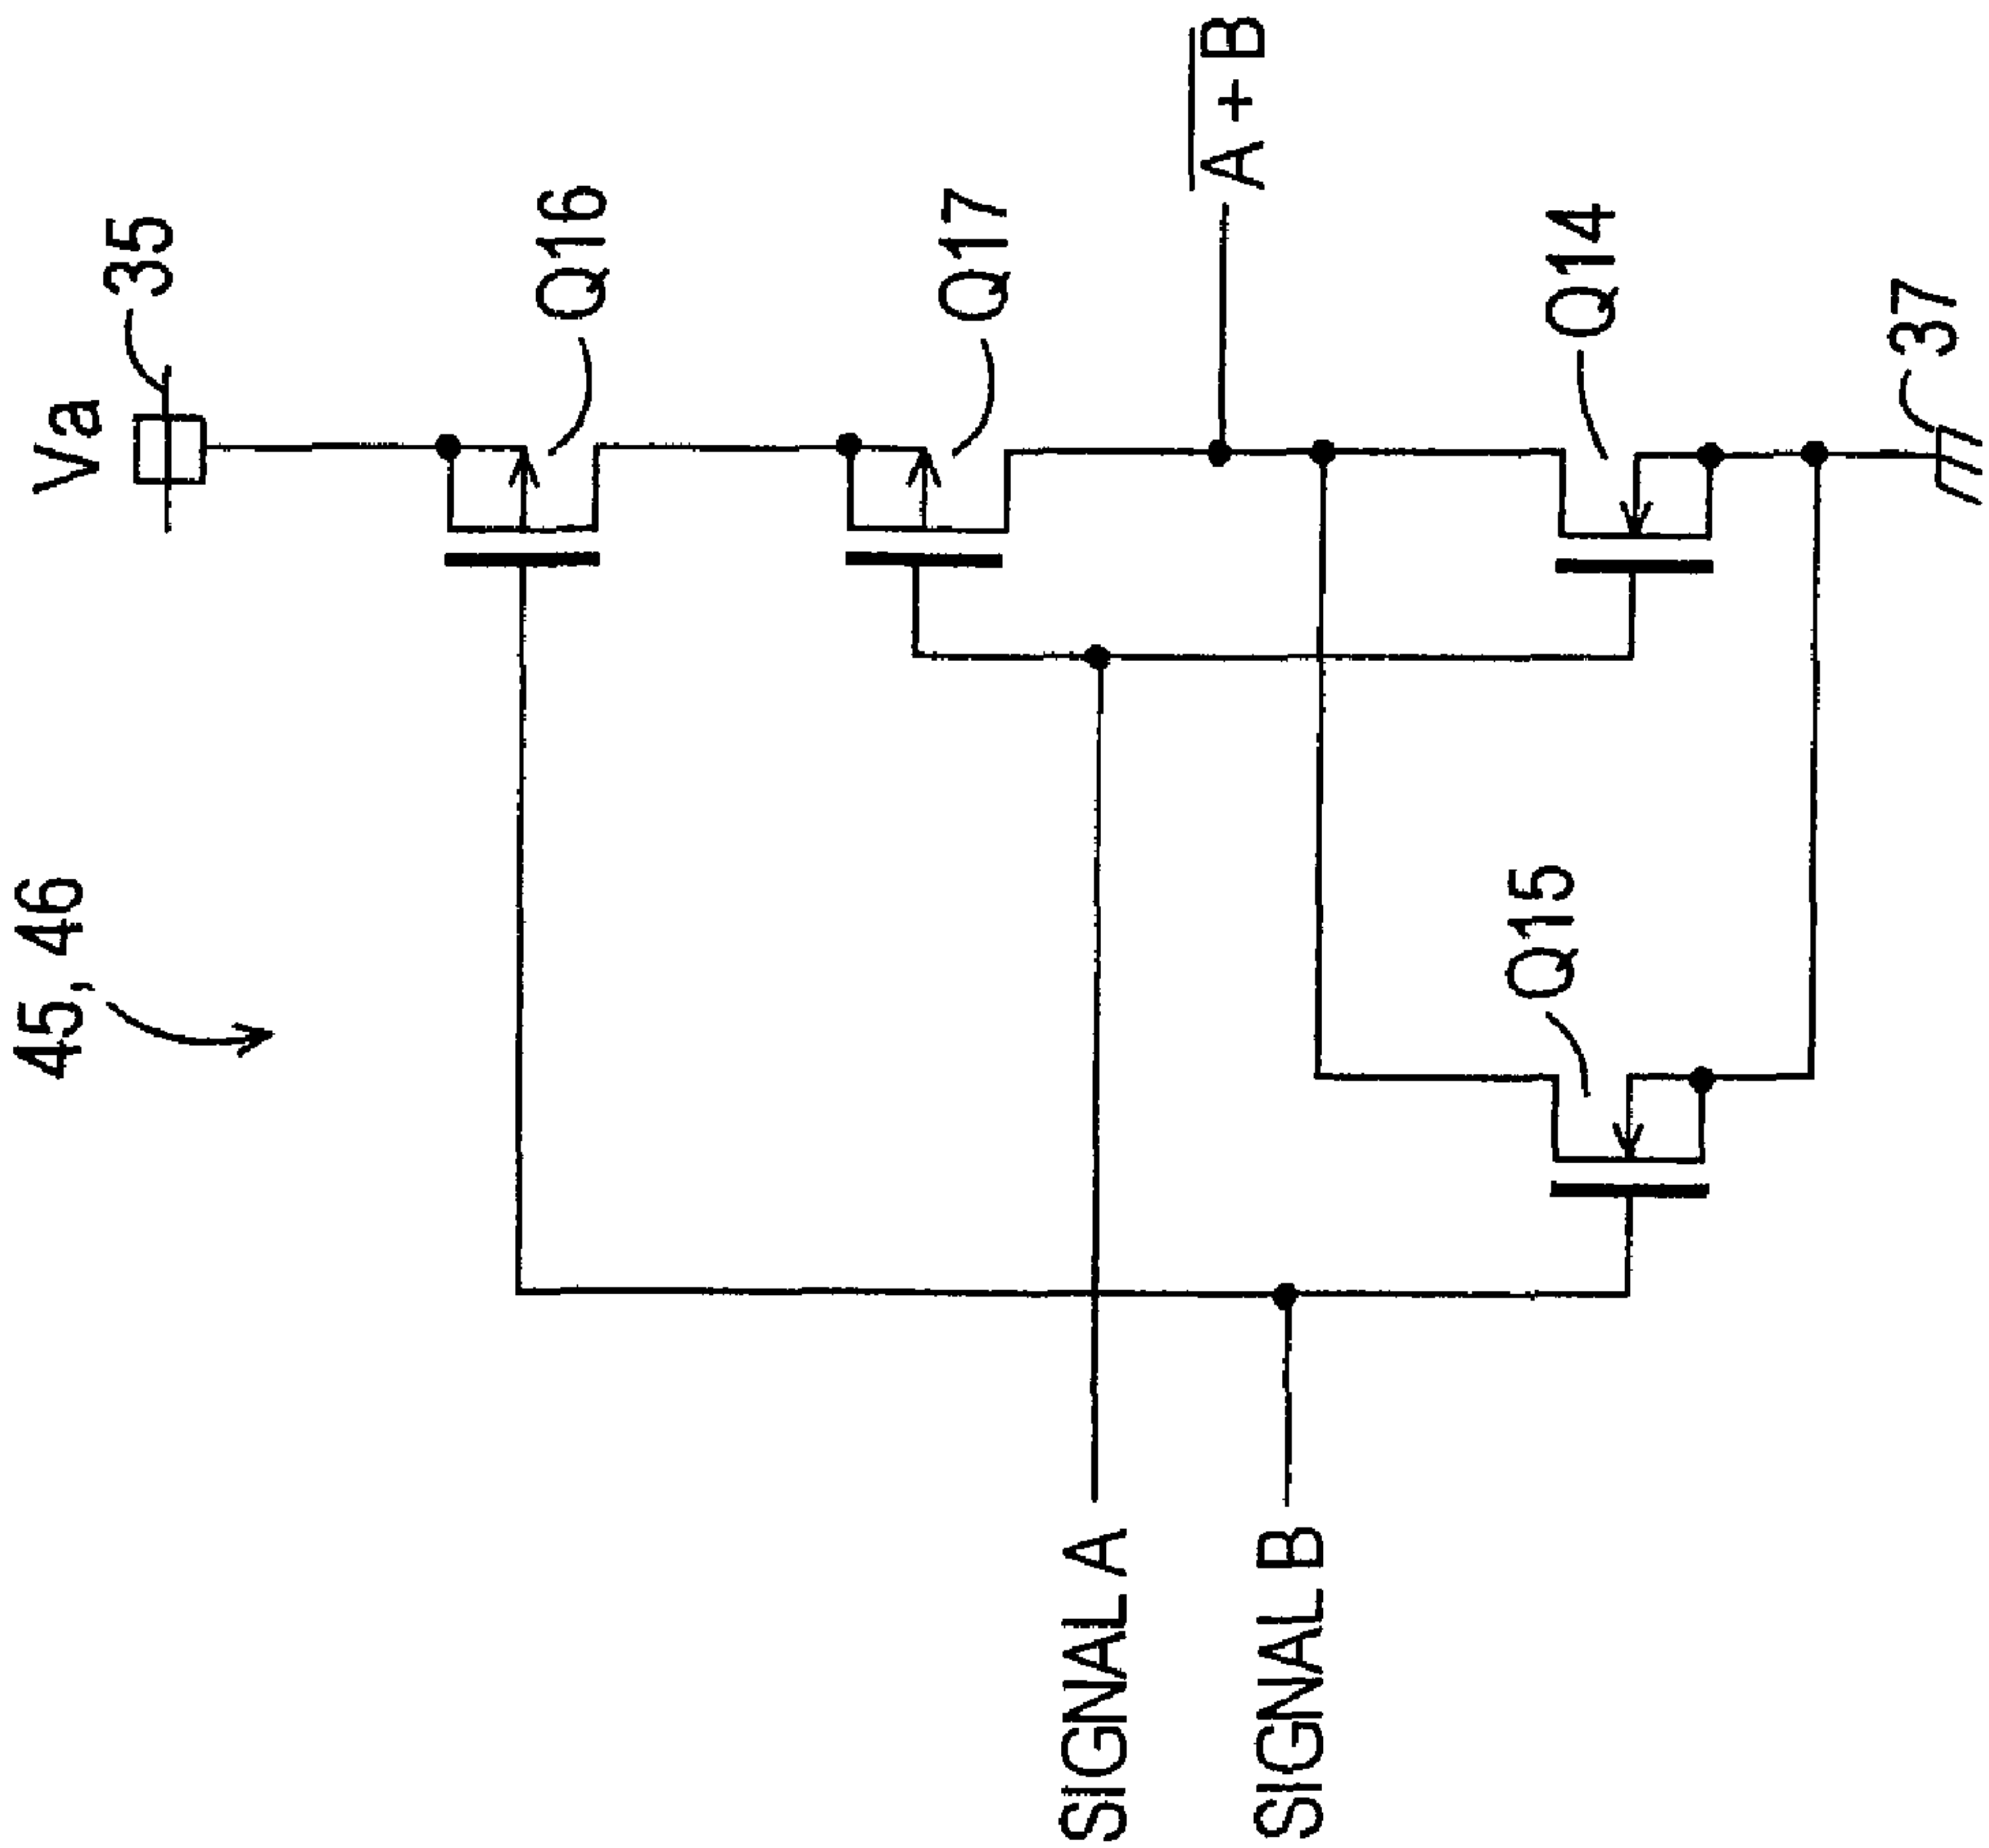 45, 46
Va
35
Q16
Q17
A + B
Q14
37
Q15
SIGNAL A
SIGNAL B